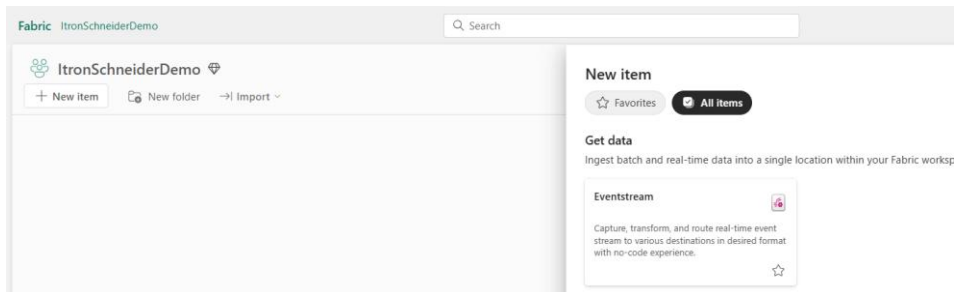 Fabric ItronSchneiderDemo
Search
ItronSchneiderDemo
New item New folder Import
New item
Favorites All items
Get data
Ingest batch and real-time data into a single location within your Fabric worksp
Eventstream
Capture, transform, and route real-time event
stream to various destinations in desired format
with no-code experience.